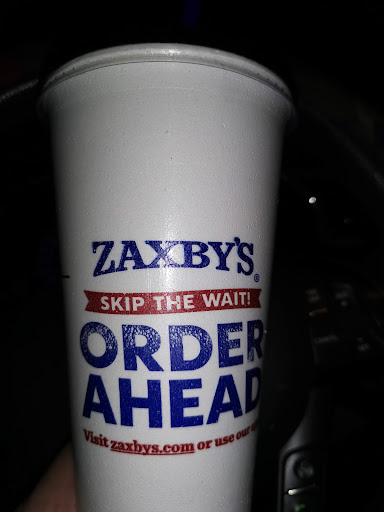 ZAXBY'S®
SKIP THE WAIT!
ORDER
AHEAD
Visit zaxbys.com or use our